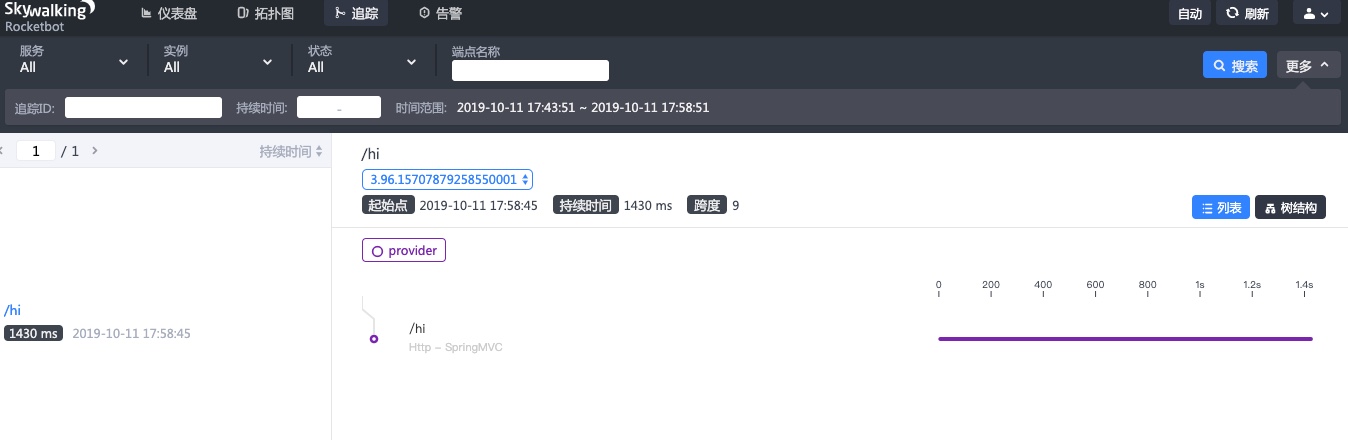 Skywalking
Rocketbot
仪表盘 拓扑图 追踪 告警 自动 刷新
服务 实例 状态 端点名称
All All All
搜索 更多
追踪ID: 持续时间: - 时间范围: 2019-10-11 17:43:51 ~ 2019-10-11 17:58:51
1 / 1 持续时间
/hi
1430 ms 2019-10-11 17:58:45
/hi
3.96.15707879258550001
起始点 2019-10-11 17:58:45 持续时间 1430 ms 跨度 9
列表 树结构
provider
0 200 400 600 800 1s 1.2s 1.4s
/hi
Http – SpringMVC